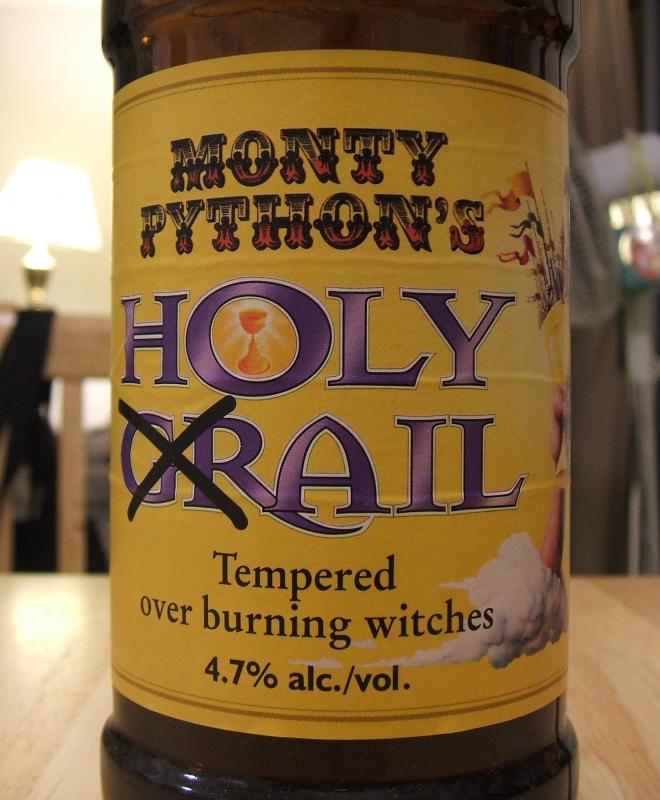 MONTY
PYTHON'S
HOLY
GRAIL
Tempered
over burning witches
4.7% alc./vol.